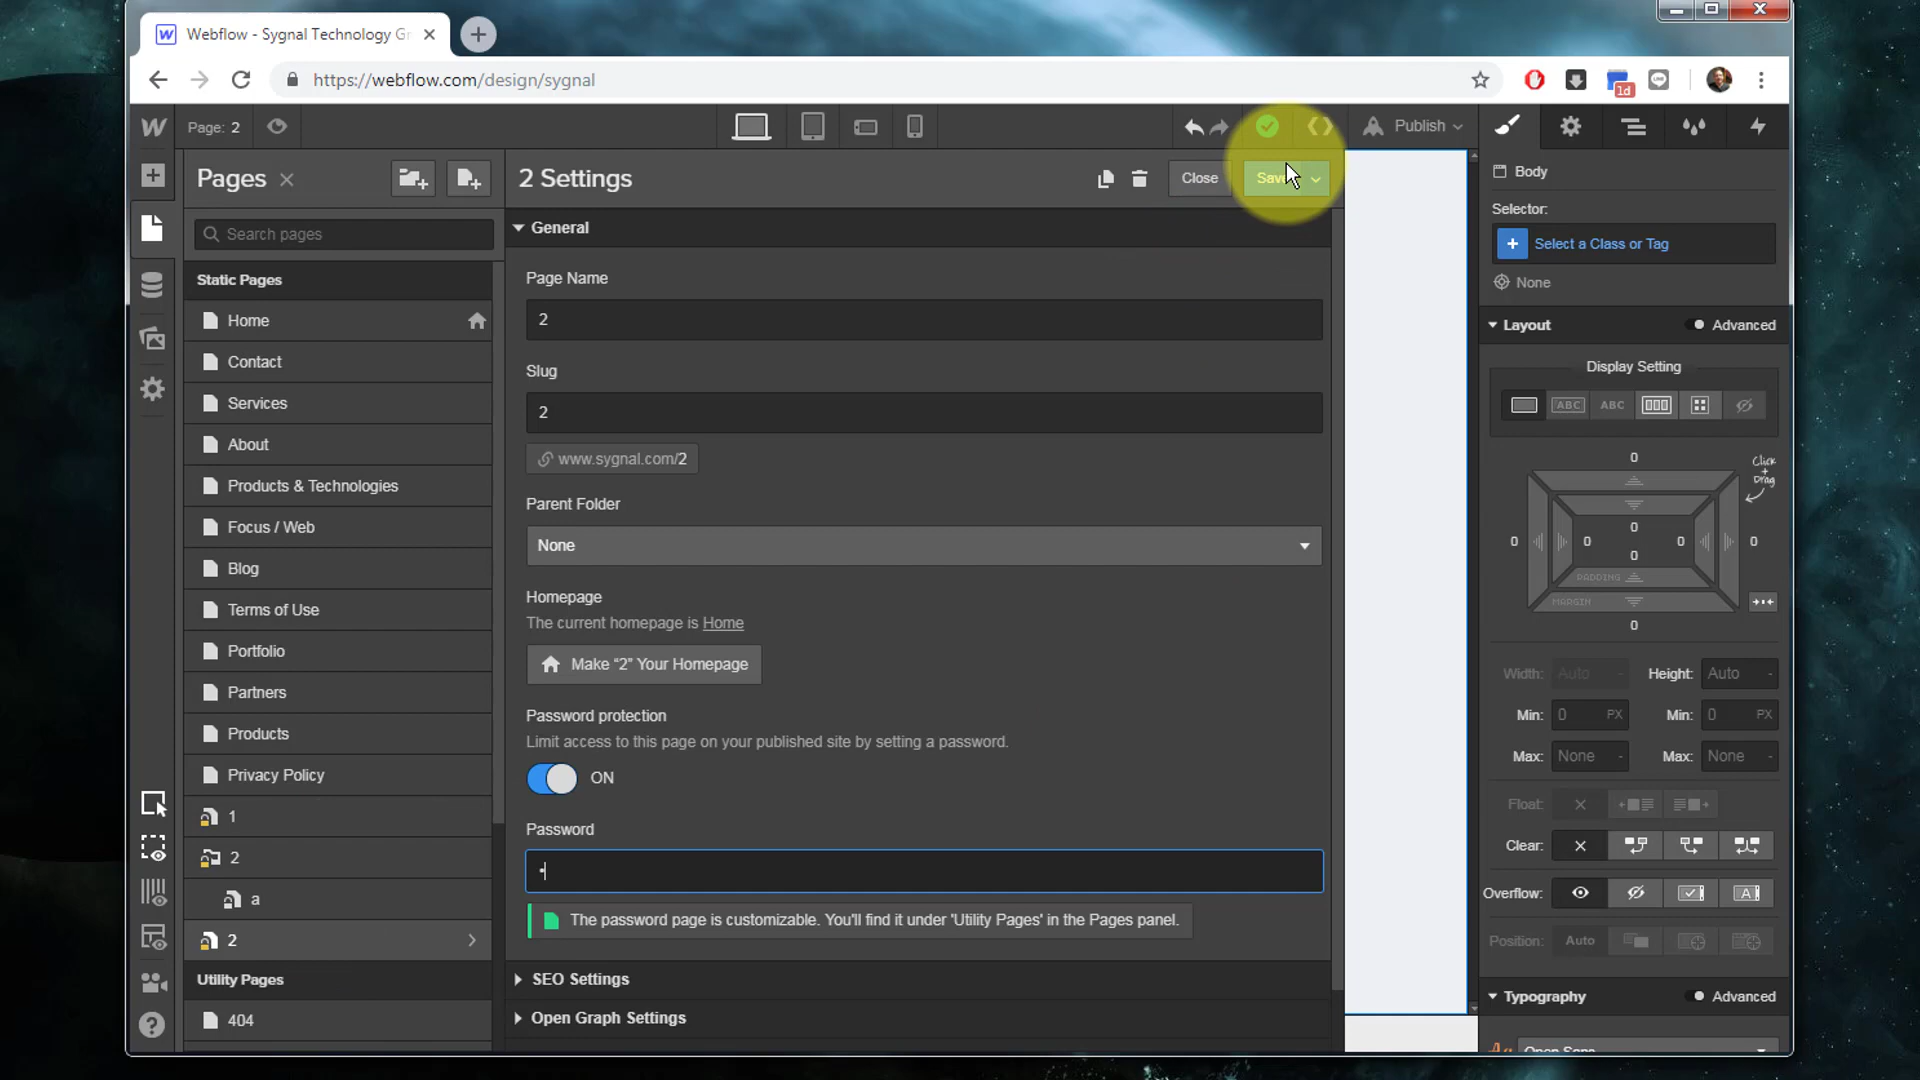 Webflow - Sygnal Technology Gr
https://webflow.com/design/sygnal
1d
Page: 2
Publish
Pages
2 Settings
Close
Save
Body
Search pages
General
Selector:
Select a Class or Tag
None
Static Pages
Home
Contact
Services
About
Products & Technologies
Focus / Web
Blog
Terms of Use
Portfolio
Partners
Products
Privacy Policy
1
2
a
2
Utility Pages
404
Page Name
2
Slug
2
www.sygnal.com/2
Parent Folder
None
Homepage
The current homepage is Home
Make “2” Your Homepage
Password protection
Limit access to this page on your published site by setting a password.
ON
Password
The password page is customizable. You'll find it under 'Utility Pages' in the Pages panel.
SEO Settings
Open Graph Settings
Layout
Advanced
Display Setting
ABC
ABC
0
Click
+
Drag
0
0
0
0
0
0
PADDING
MARGIN
0
Width: Auto -
Height: Auto -
Min: 0 PX
Min: 0 PX
Max: None -
Max: None -
Float:
Clear:
Overflow:
Position: Auto
Typography
Advanced
Open Sans